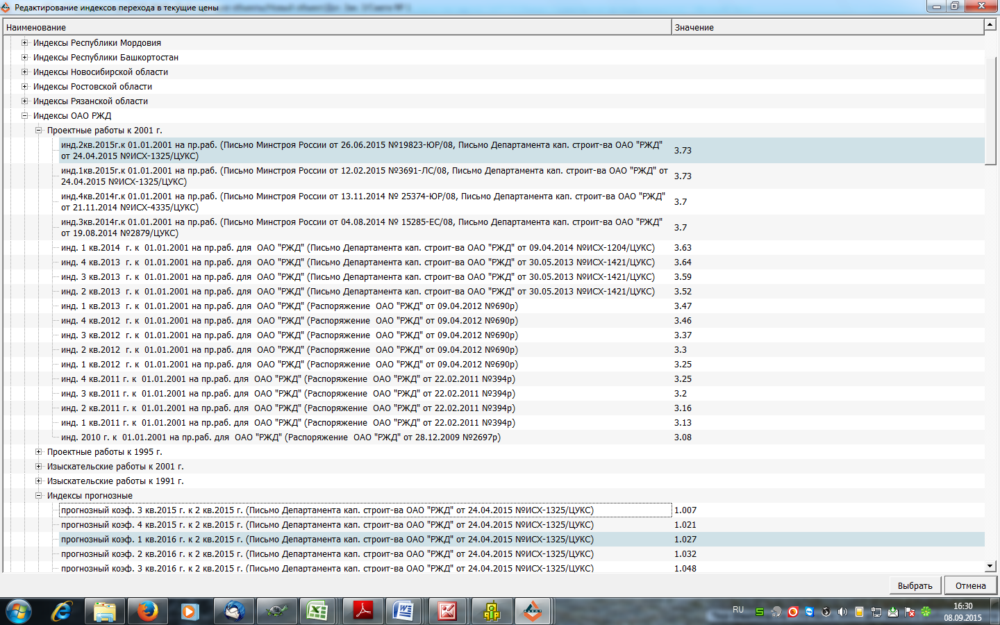 Редактирование индексов перехода в текущие цены
Наименование
Значение
Индексы Республики Мордовия
Индексы Республики Башкортостан
Индексы Новосибирской области
Индексы Ростовской области
Индексы Рязанской области
Индексы ОАО РЖД
Проектные работы к 2001 г.
инд.2кв.2015г.к 01.01.2001 на пр.раб. (Письмо Минстроя России от 26.06.2015 №19823-ЮР/08, Письмо Департамента кап. строит-ва ОАО "РЖД"
от 24.04.2015 №ИСХ-1325/ЦУКС)
3.73
инд.1кв.2015г.к 01.01.2001 на пр.раб. (Письмо Минстроя России от 12.02.2015 №3691-ЛС/08, Письмо Департамента кап. строит-ва ОАО "РЖД" от
24.04.2015 №ИСХ-1325/ЦУКС)
3.73
инд.4кв.2014г.к 01.01.2001 на пр.раб. (Письмо Минстроя России от 13.11.2014 № 25374-ЮР/08, Письмо Департамента кап. строит-ва ОАО "РЖД"
от 21.11.2014 №ИСХ-4335/ЦУКС)
3.7
инд.3кв.2014г.к 01.01.2001 на пр.раб. (Письмо Минстроя России от 04.08.2014 № 15285-ЕС/08, Письмо Департамента кап. строит-ва ОАО "РЖД"
от 19.08.2014 №2879/ЦУКС)
3.7
инд. 1 кв.2014 г. к 01.01.2001 на пр.раб. для ОАО "РЖД" (Письмо Департамента кап. строит-ва ОАО "РЖД" от 09.04.2014 №ИСХ-1204/ЦУКС) 3.63
инд. 4 кв.2013 г. к 01.01.2001 на пр.раб. для ОАО "РЖД" (Письмо Департамента кап. строит-ва ОАО "РЖД" от 30.05.2013 №ИСХ-1421/ЦУКС) 3.64
инд. 3 кв.2013 г. к 01.01.2001 на пр.раб. для ОАО "РЖД" (Письмо Департамента кап. строит-ва ОАО "РЖД" от 30.05.2013 №ИСХ-1421/ЦУКС) 3.59
инд. 2 кв.2013 г. к 01.01.2001 на пр.раб. для ОАО "РЖД" (Письмо Департамента кап. строит-ва ОАО "РЖД" от 30.05.2013 №ИСХ-1421/ЦУКС) 3.52
инд. 1 кв.2013 г. к 01.01.2001 на пр.раб. для ОАО "РЖД" (Распоряжение ОАО "РЖД" от 09.04.2012 №690р) 3.47
инд. 4 кв.2012 г. к 01.01.2001 на пр.раб. для ОАО "РЖД" (Распоряжение ОАО "РЖД" от 09.04.2012 №690р) 3.46
инд. 3 кв.2012 г. к 01.01.2001 на пр.раб. для ОАО "РЖД" (Распоряжение ОАО "РЖД" от 09.04.2012 №690р) 3.37
инд. 2 кв.2012 г. к 01.01.2001 на пр.раб. для ОАО "РЖД" (Распоряжение ОАО "РЖД" от 09.04.2012 №690р) 3.3
инд. 1 кв.2012 г. к 01.01.2001 на пр.раб. для ОАО "РЖД" (Распоряжение ОАО "РЖД" от 09.04.2012 №690р) 3.25
инд. 4 кв.2011 г. к 01.01.2001 на пр.раб. для ОАО "РЖД" (Распоряжение ОАО "РЖД" от 22.02.2011 №394р) 3.25
инд. 3 кв.2011 г. к 01.01.2001 на пр.раб. для ОАО "РЖД" (Распоряжение ОАО "РЖД" от 22.02.2011 №394р) 3.2
инд. 2 кв.2011 г. к 01.01.2001 на пр.раб. для ОАО "РЖД" (Распоряжение ОАО "РЖД" от 22.02.2011 №394р) 3.16
инд. 1 кв.2011 г. к 01.01.2001 на пр.раб. для ОАО "РЖД" (Распоряжение ОАО "РЖД" от 22.02.2011 №394р) 3.13
инд. 2010 г. к 01.01.2001 на пр.раб. для ОАО "РЖД" (Распоряжение ОАО "РЖД" от 28.12.2009 №2697р) 3.08
Проектные работы к 1995 г.
Изыскательские работы к 2001 г.
Изыскательские работы к 1991 г.
Индексы прогнозные
прогнозный коэф. 3 кв.2015 г. к 2 кв.2015 г. (Письмо Департамента кап. строит-ва ОАО "РЖД" от 24.04.2015 №ИСХ-1325/ЦУКС) 1.007
прогнозный коэф. 4 кв.2015 г. к 2 кв.2015 г. (Письмо Департамента кап. строит-ва ОАО "РЖД" от 24.04.2015 №ИСХ-1325/ЦУКС) 1.021
прогнозный коэф. 1 кв.2016 г. к 2 кв.2015 г. (Письмо Департамента кап. строит-ва ОАО "РЖД" от 24.04.2015 №ИСХ-1325/ЦУКС) 1.027
прогнозный коэф. 2 кв.2016 г. к 2 кв.2015 г. (Письмо Департамента кап. строит-ва ОАО "РЖД" от 24.04.2015 №ИСХ-1325/ЦУКС) 1.032
прогнозный коэф. 3 кв.2016 г. к 2 кв.2015 г. (Письмо Департамента кап. строит-ва ОАО "РЖД" от 24.04.2015 №ИСХ-1325/ЦУКС) 1.048
Выбрать
Отмена
RU
16:30
08.09.2015